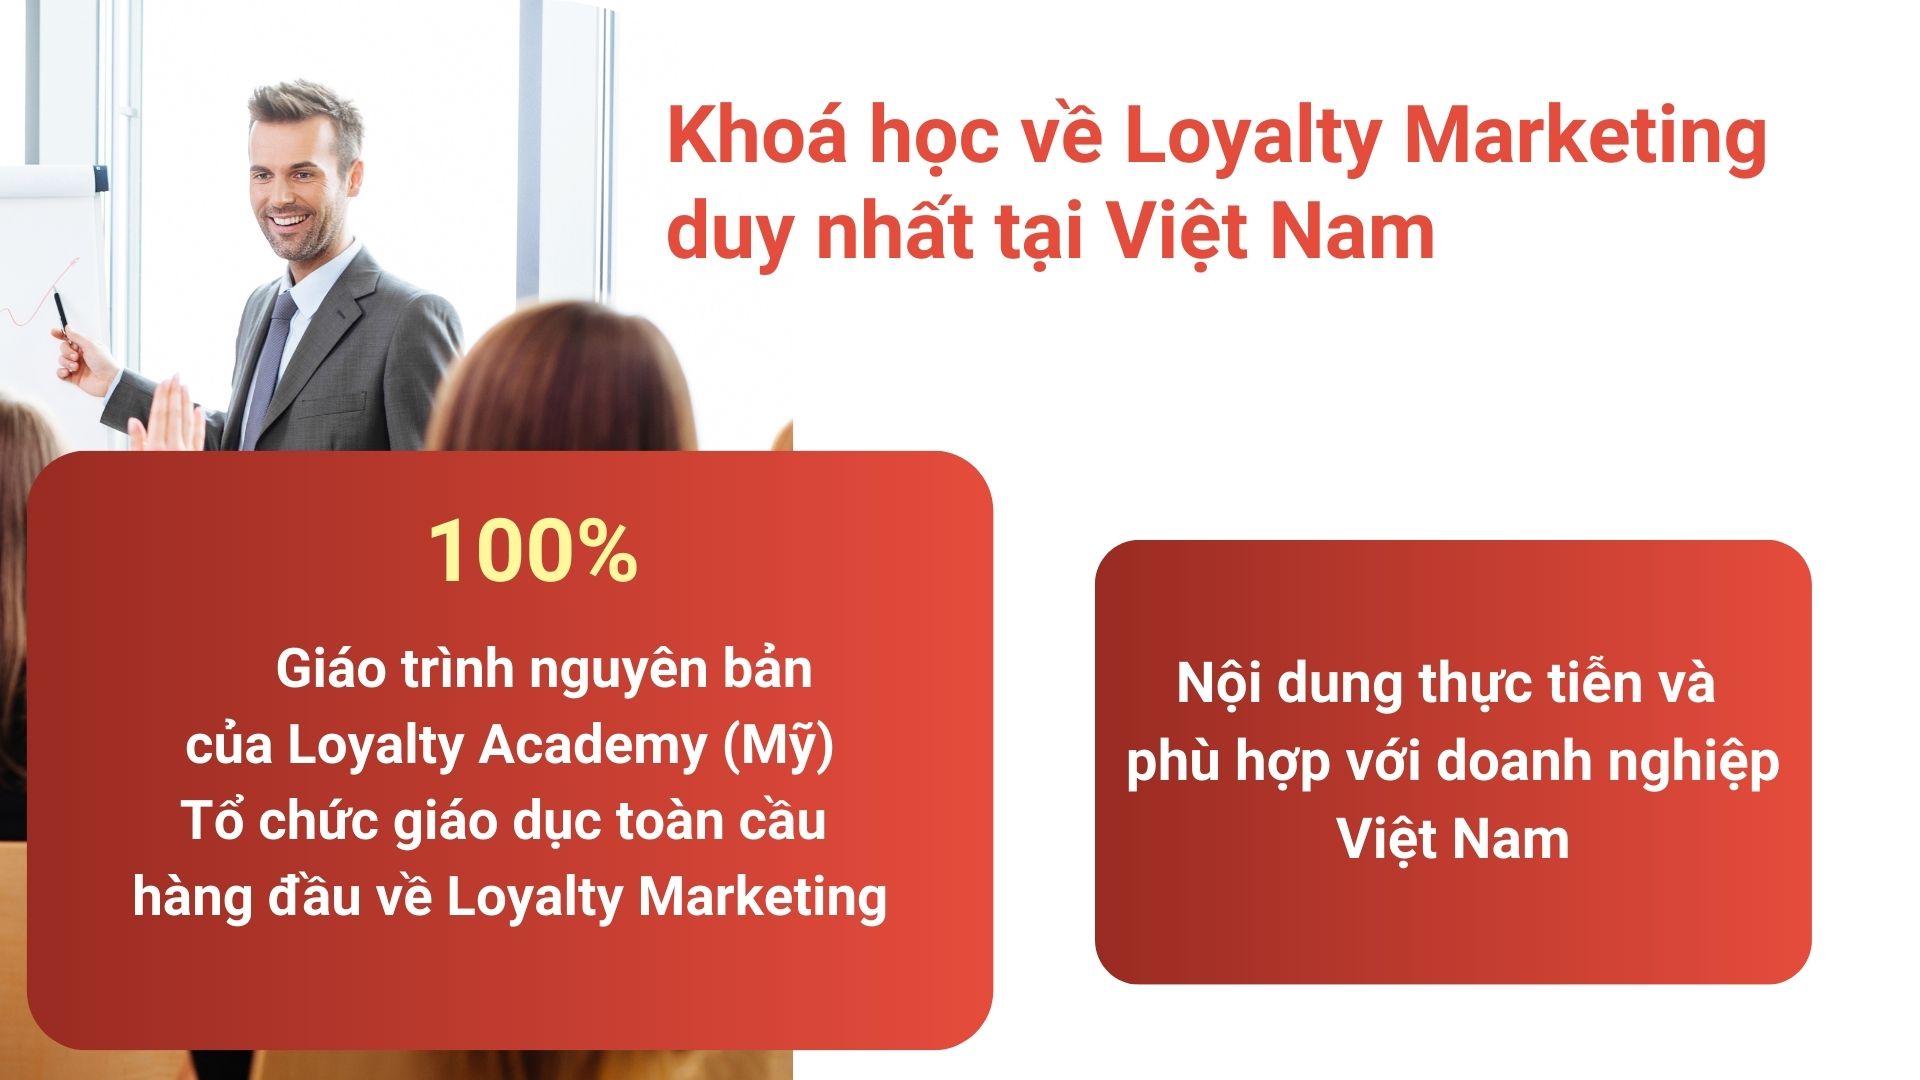 Khoá học về Loyalty Marketing
duy nhất tại Việt Nam
100%
Giáo trình nguyên bản
của Loyalty Academy (Mỹ)
Tổ chức giáo dục toàn cầu
hàng đầu về Loyalty Marketing
Nội dung thực tiễn và
phù hợp với doanh nghiệp
Việt Nam